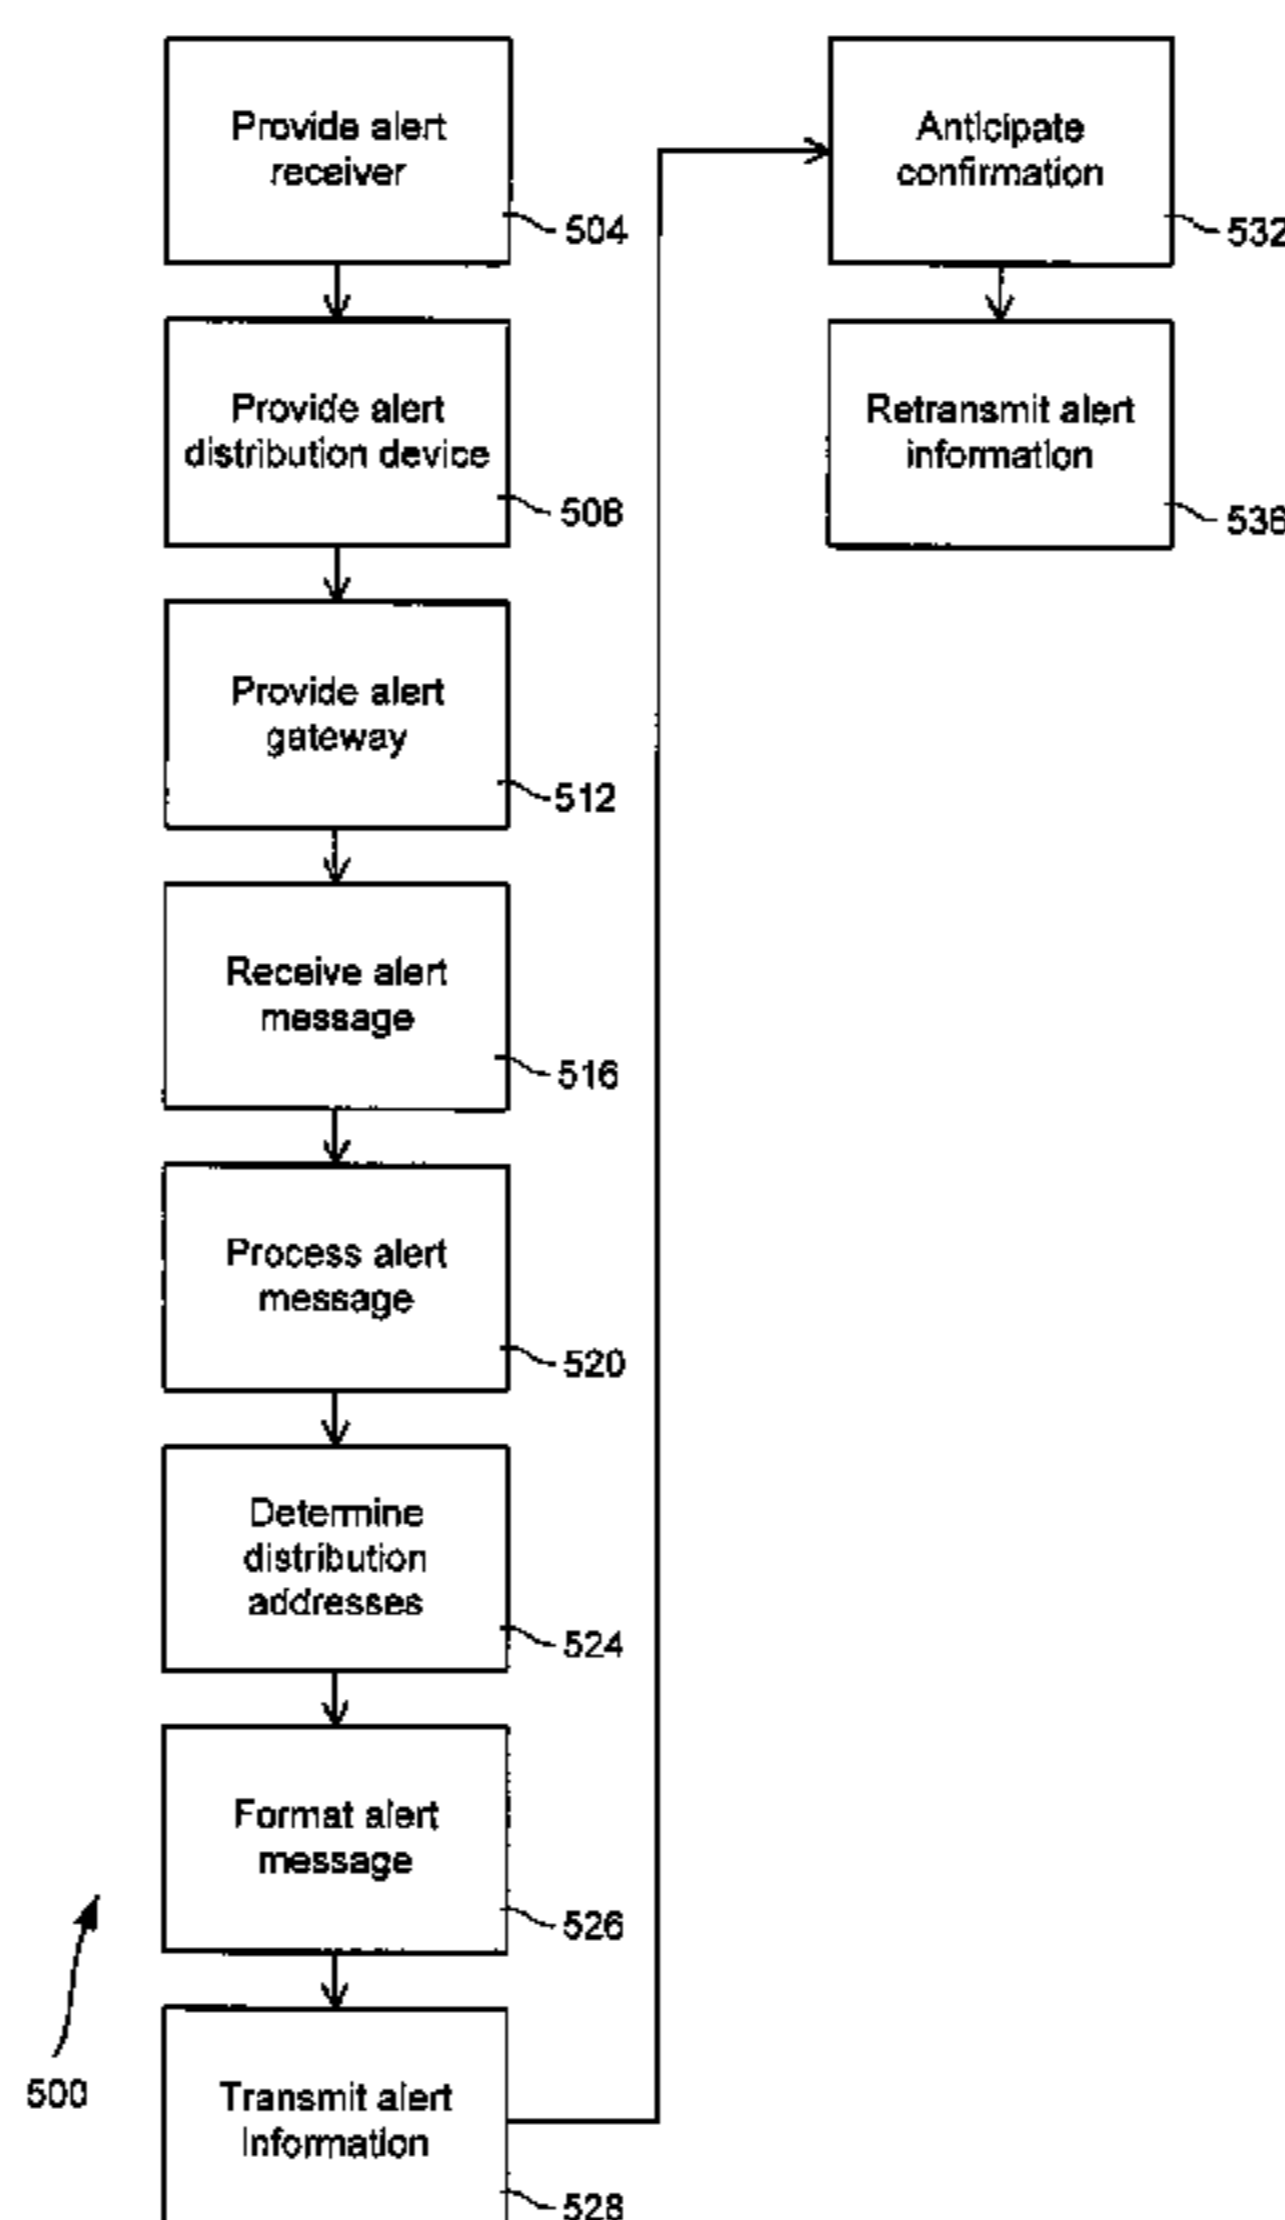 Provide alert
receiver
504
Provide alert
distribution device
508
Provide alert
gateway
512
Receive alert
message
516
Process alert
message
520
Determine
distribution
addresses
524
Format alert
message
526
Transmit alert
Information
528
500
Anticipate
confirmation
532
Retransmit alert
information
536